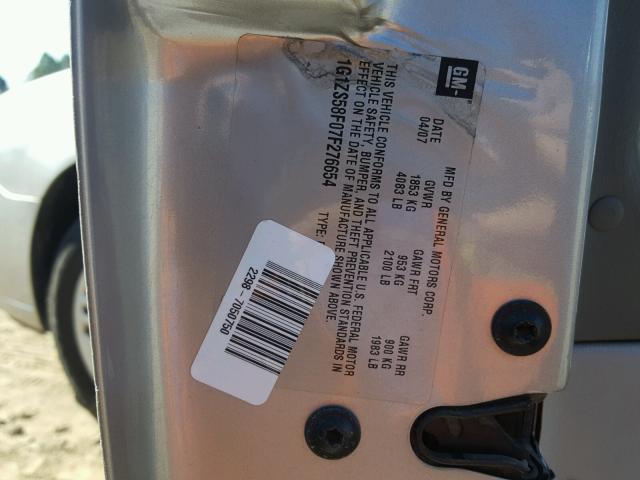 GM
MFD BY GENERAL MOTORS CORP.
DATE GVWR GAWR FRT GAWR RR
04/07 1853 KG 953 KG 900 KG
4083 LB 2100 LB 1983 LB
THIS VEHICLE CONFORMS TO ALL APPLICABLE U.S. FEDERAL MOTOR
VEHICLE SAFETY, BUMPER, AND THEFT PREVENTION STANDARDS IN
EFFECT ON THE DATE OF MANUFACTURE SHOWN ABOVE.
1G1ZS58F07F276654 TYPE:
2298 - 7050750